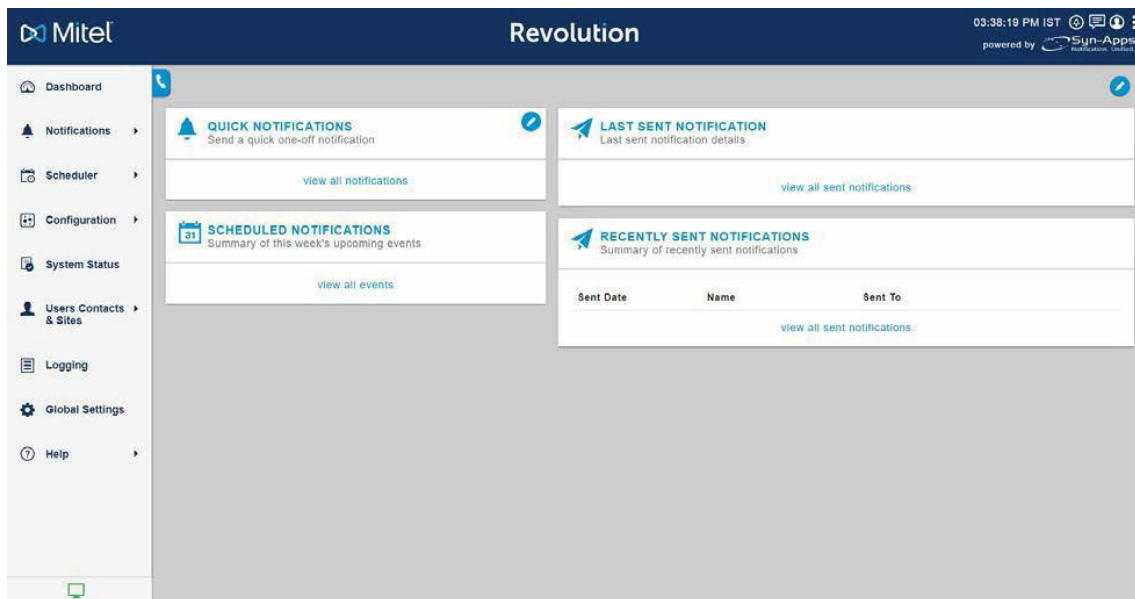 Mitel
Revolution
03:38:19 PM IST
powered by Syn-Apps
Notification. Unified.
Dashboard
Notifications
Scheduler
Configuration
System Status
Users Contacts
& Sites
Logging
Global Settings
Help
QUICK NOTIFICATIONS
Send a quick one-off notification
view all notifications
31
SCHEDULED NOTIFICATIONS
Summary of this week's upcoming events
view all events
LAST SENT NOTIFICATION
Last sent notification details
view all sent notifications
RECENTLY SENT NOTIFICATIONS
Summary of recently sent notifications
Sent Date Name Sent To
view all sent notifications